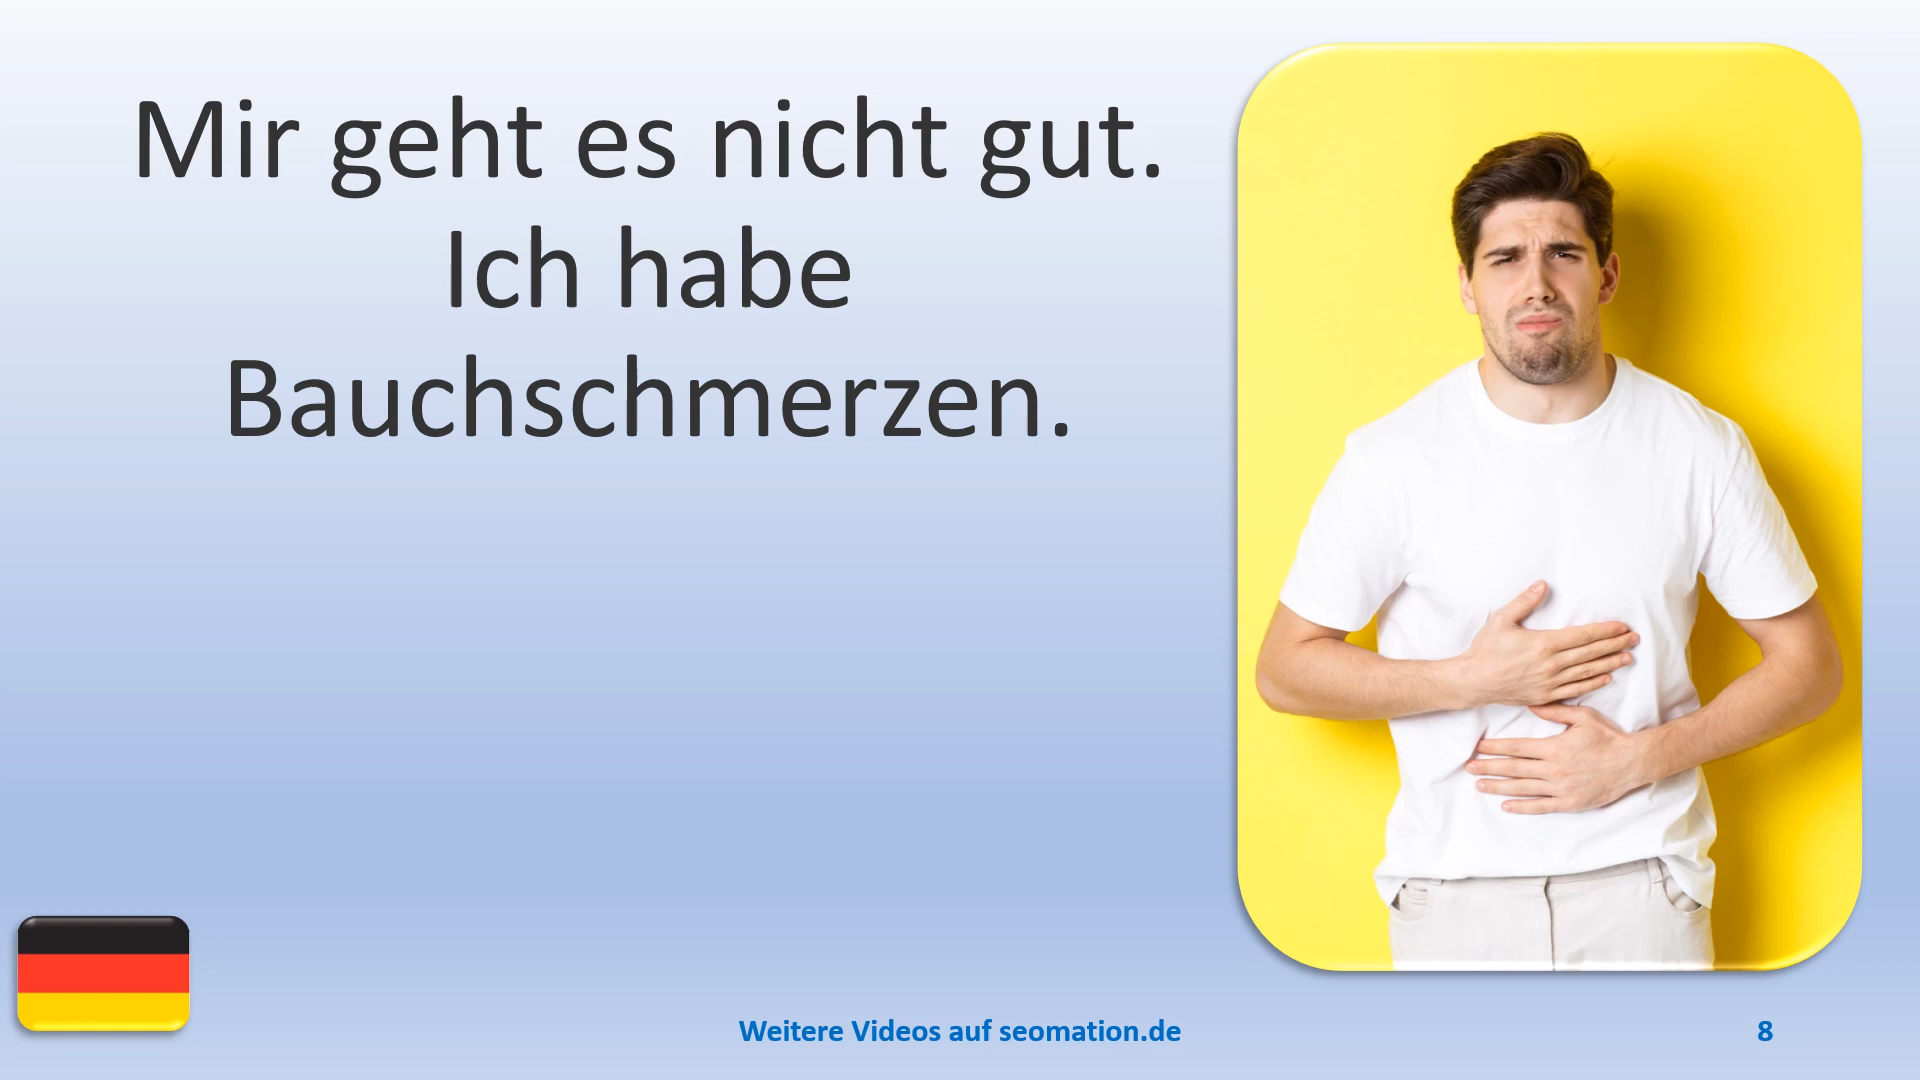 Mir geht es nicht gut.
Ich habe
Bauchschmerzen.
Weitere Videos auf seomation.de
8